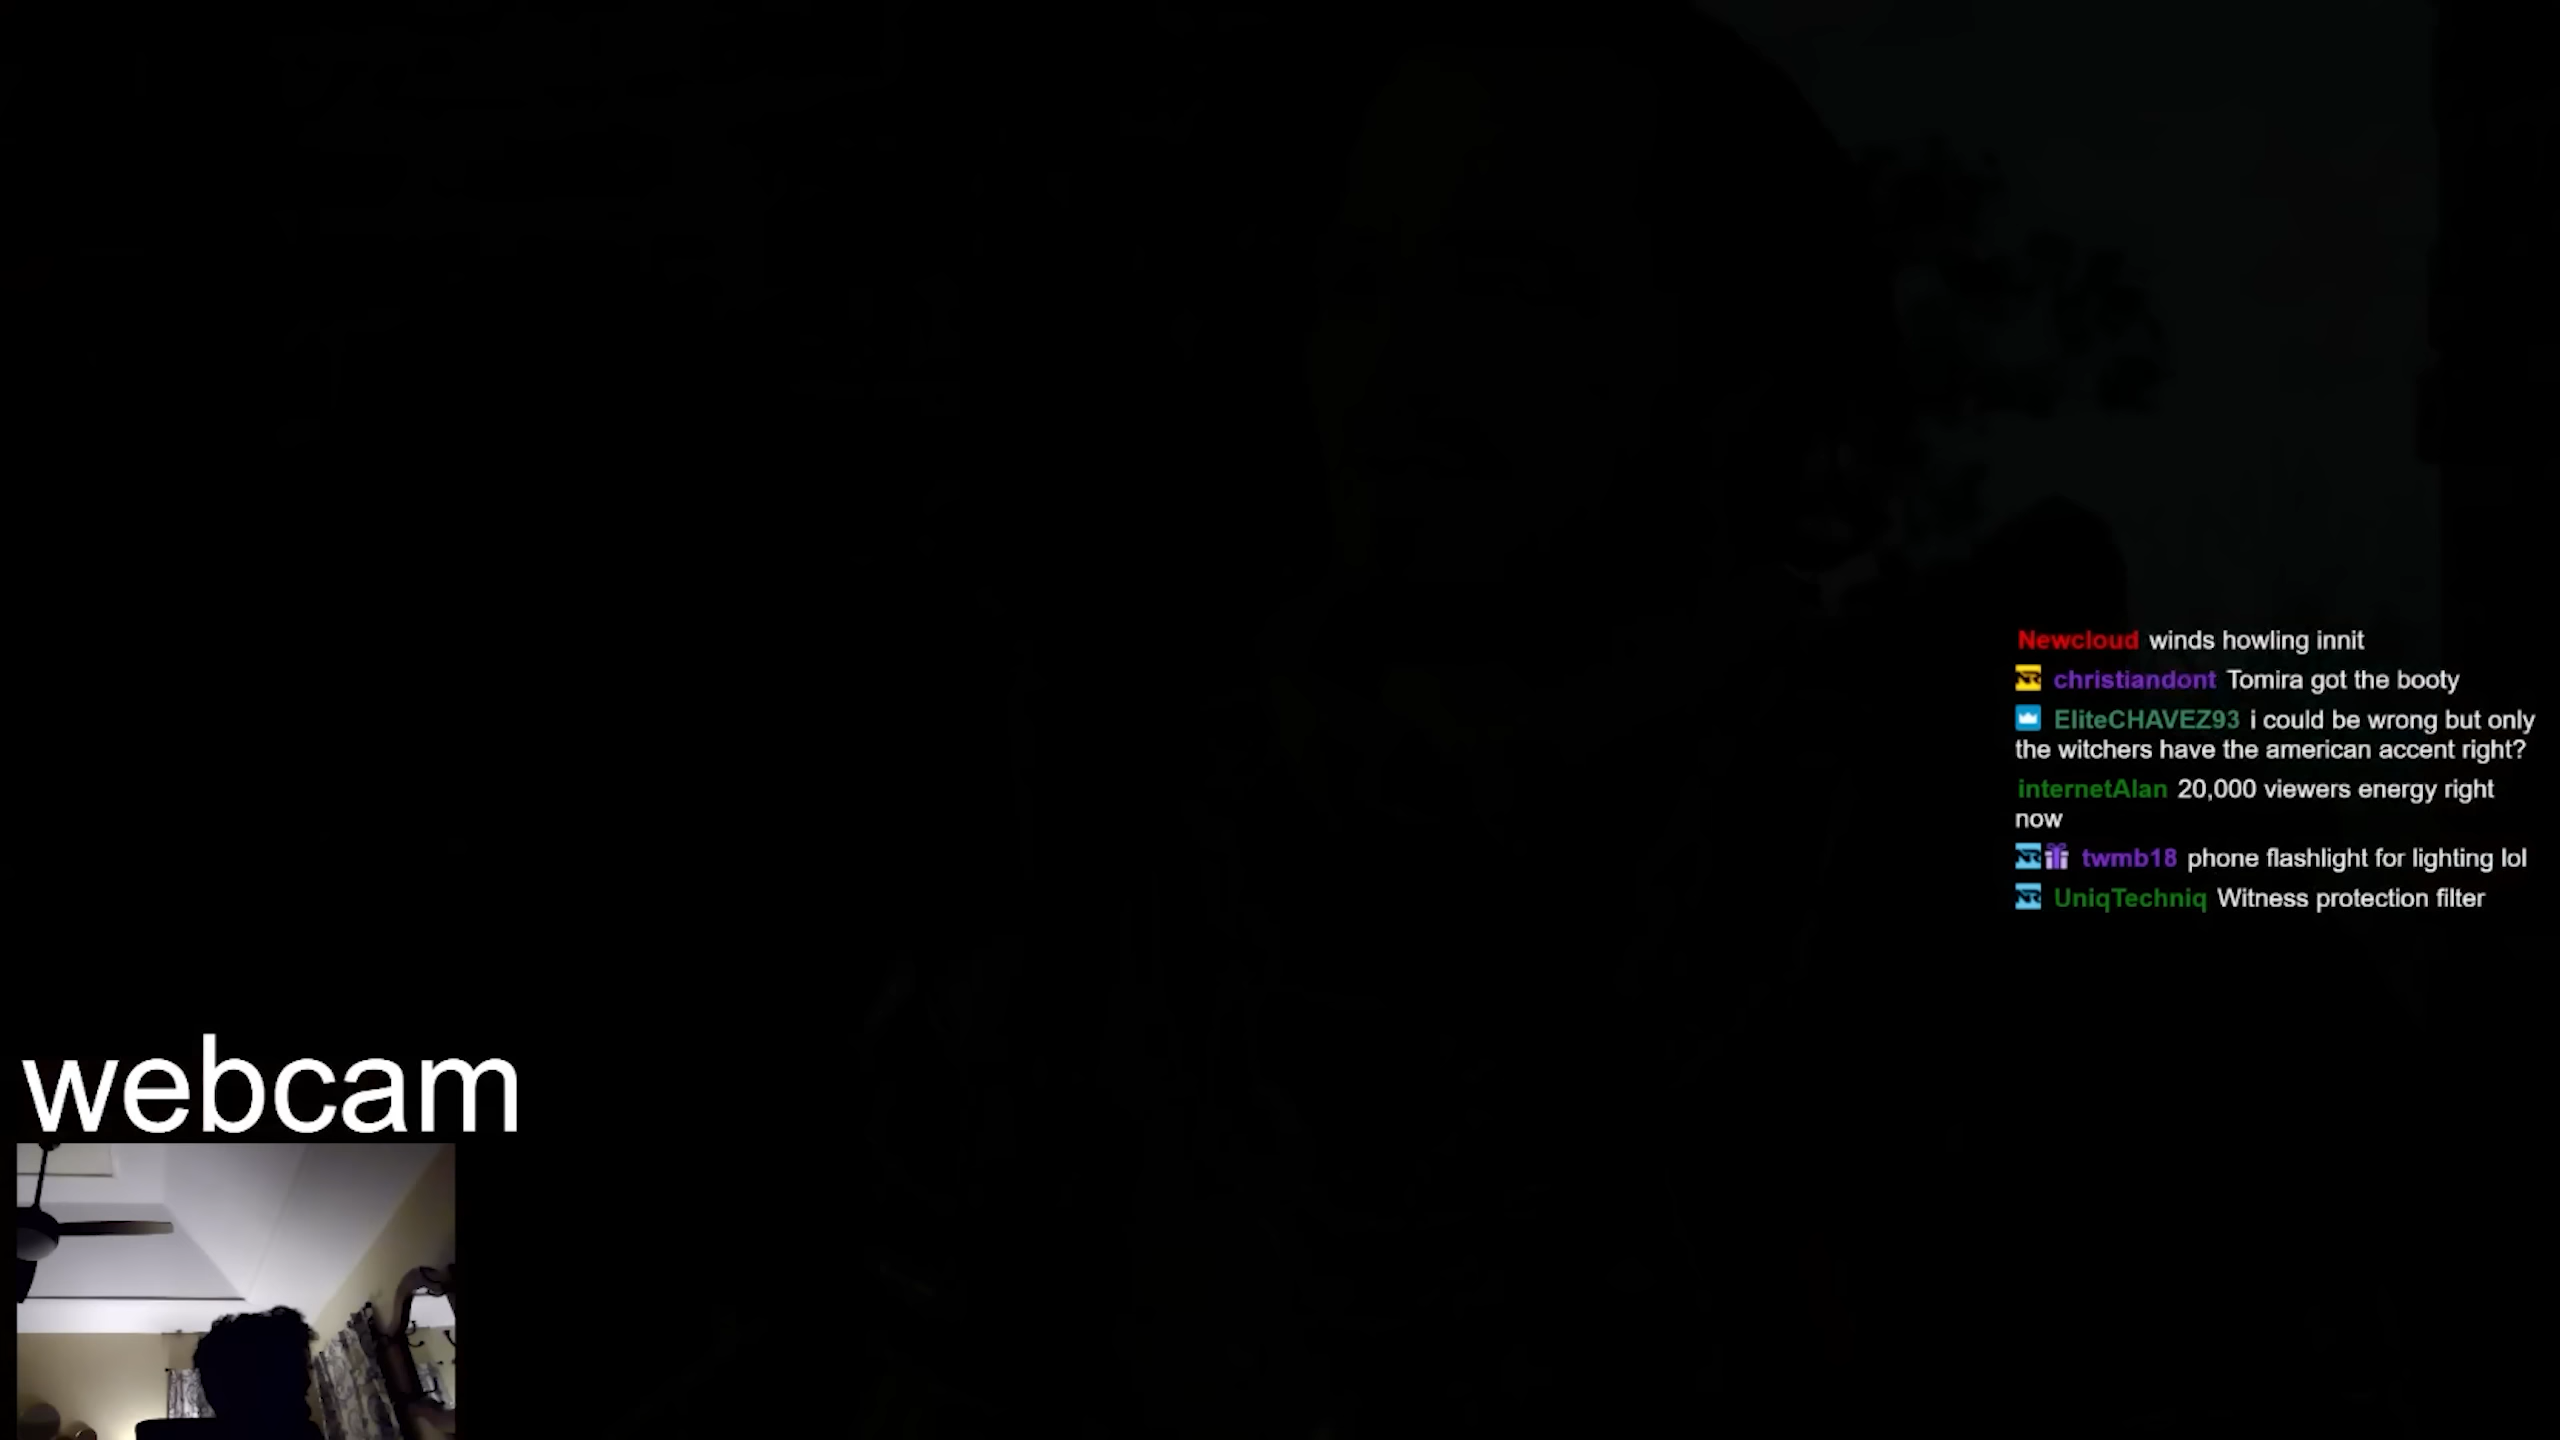 Newcloud winds howling innit
christiandont Tomira got the booty
EliteCHAVEZ93 i could be wrong but only
the witchers have the american accent right?
internetAlan 20,000 viewers energy right
now
twmb18 phone flashlight for lighting lol
UniqTechniq Witness protection filter
webcam